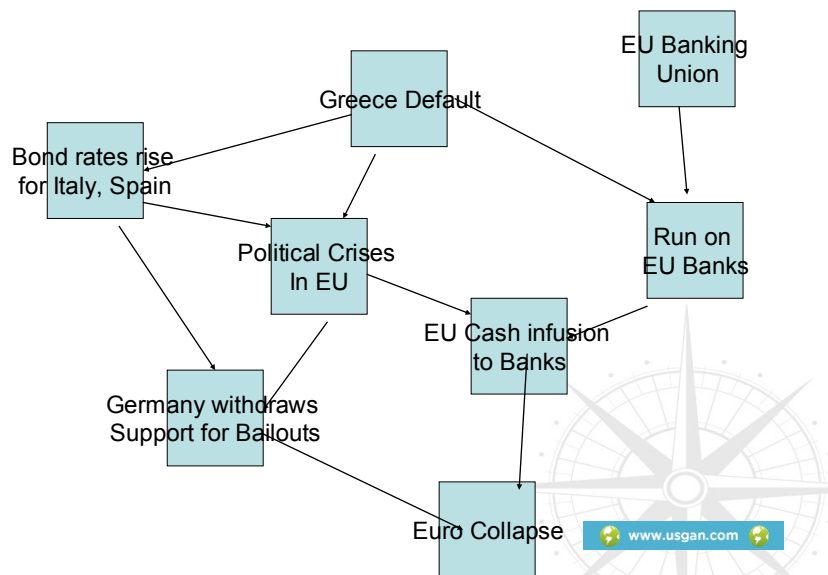 EU Banking
Union
Greece Default
Bond rates rise
for Italy, Spain
Political Crises
In EU
Run on
EU Banks
EU Cash infusion
to Banks
Germany withdraws
Support for Bailouts
Euro Collapse
www.usgan.com